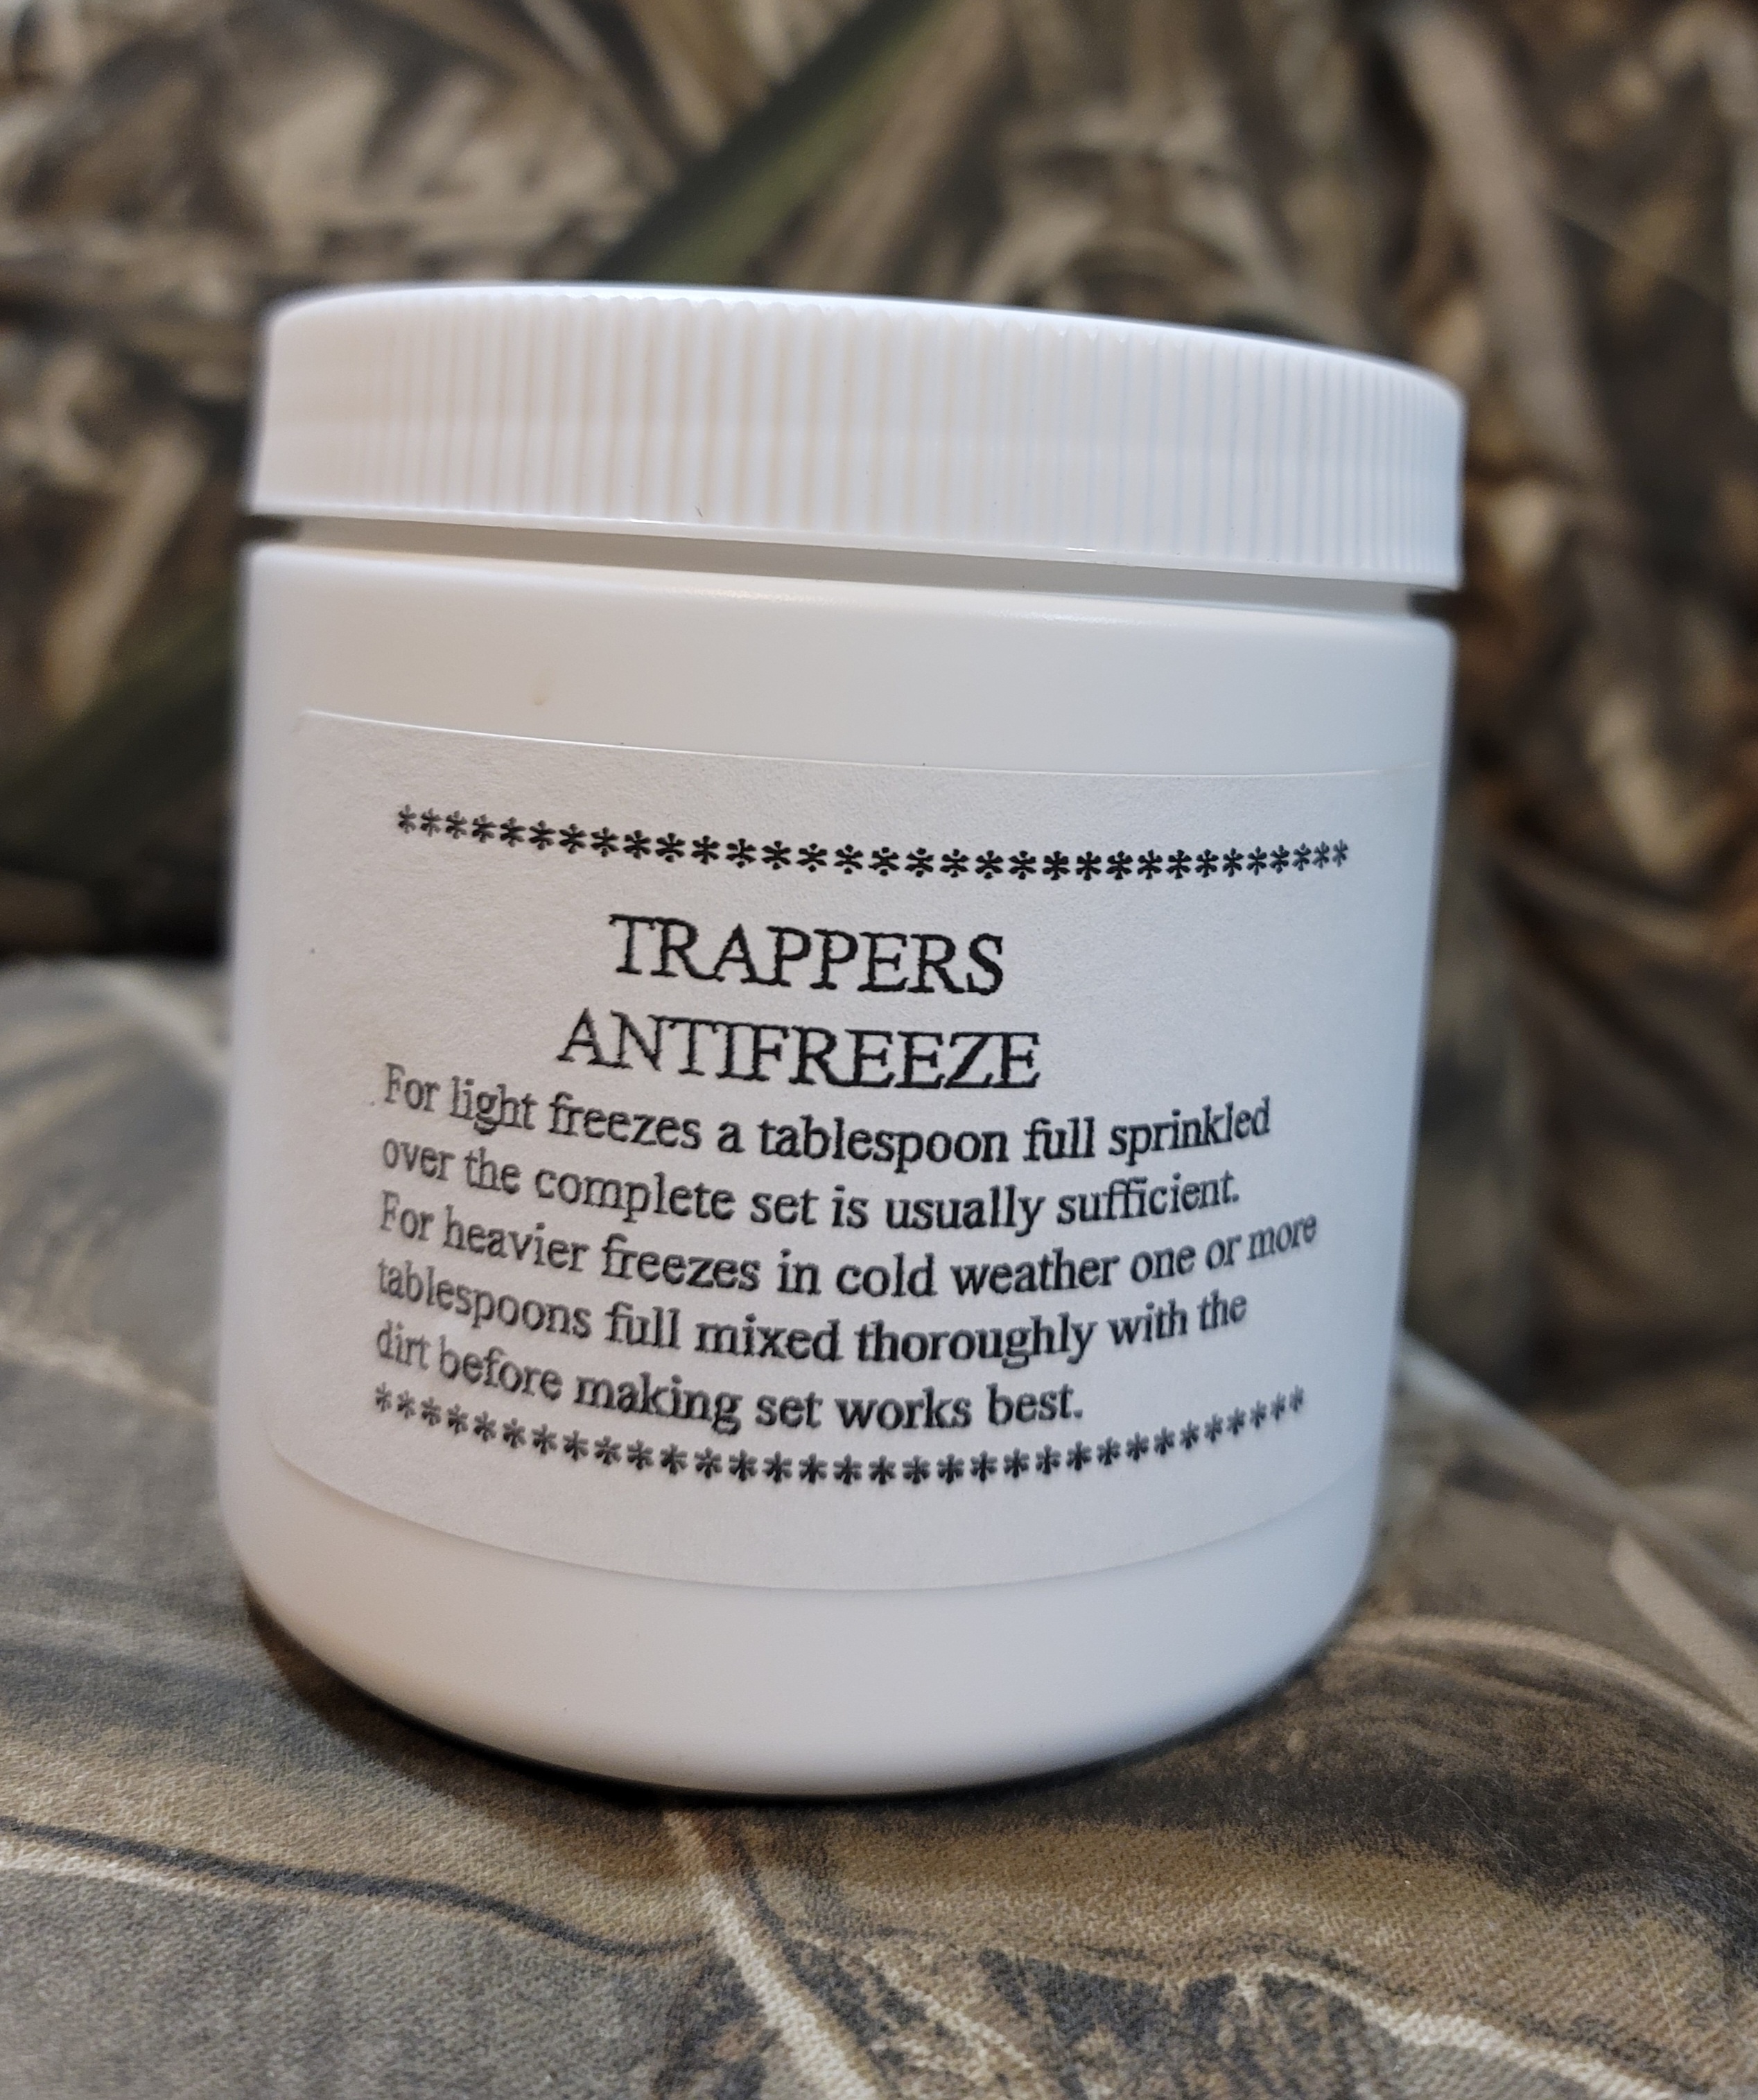 ******************************
TRAPPERS
ANTIFREEZE
For light freezes a tablespoon full sprinkled
over the complete set is usually sufficient.
For heavier freezes in cold weather one or more
tablespoons full mixed thoroughly with the
dirt before making set works best.
******************************